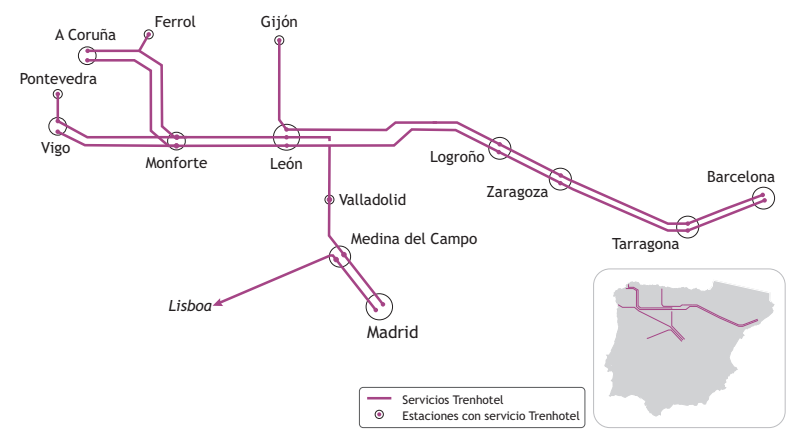 Ferrol
Gijón
A Coruña
Pontevedra
Vigo
Monforte
León
Logroño
Zaragoza
Barcelona
Valladolid
Medina del Campo
Tarragona
Lisboa
Madrid
Servicios Trenhotel
Estaciones con servicio Trenhotel